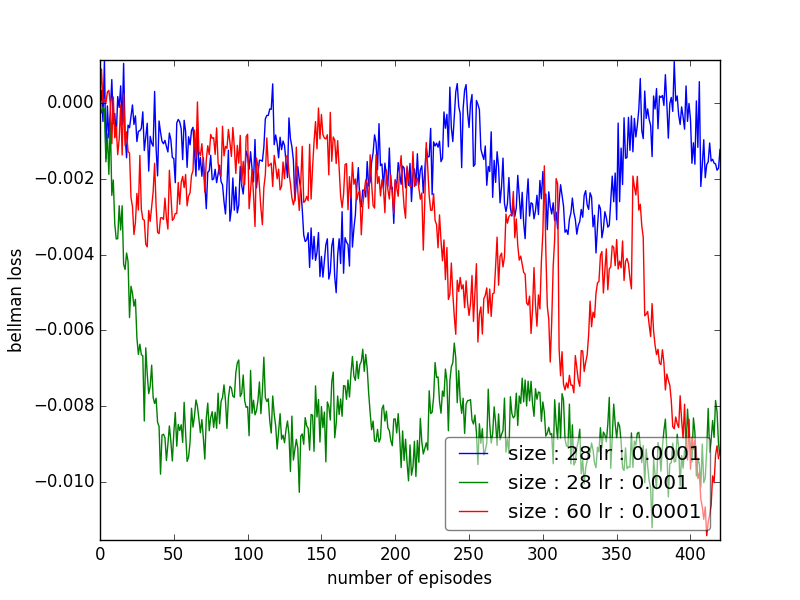 0.000
−0.002
−0.004
−0.006
−0.008
−0.010
bellman loss
size : 28 lr : 0.0001
size : 28 lr : 0.001
size : 60 lr : 0.0001
0 50 100 150 200 250 300 350 400
number of episodes